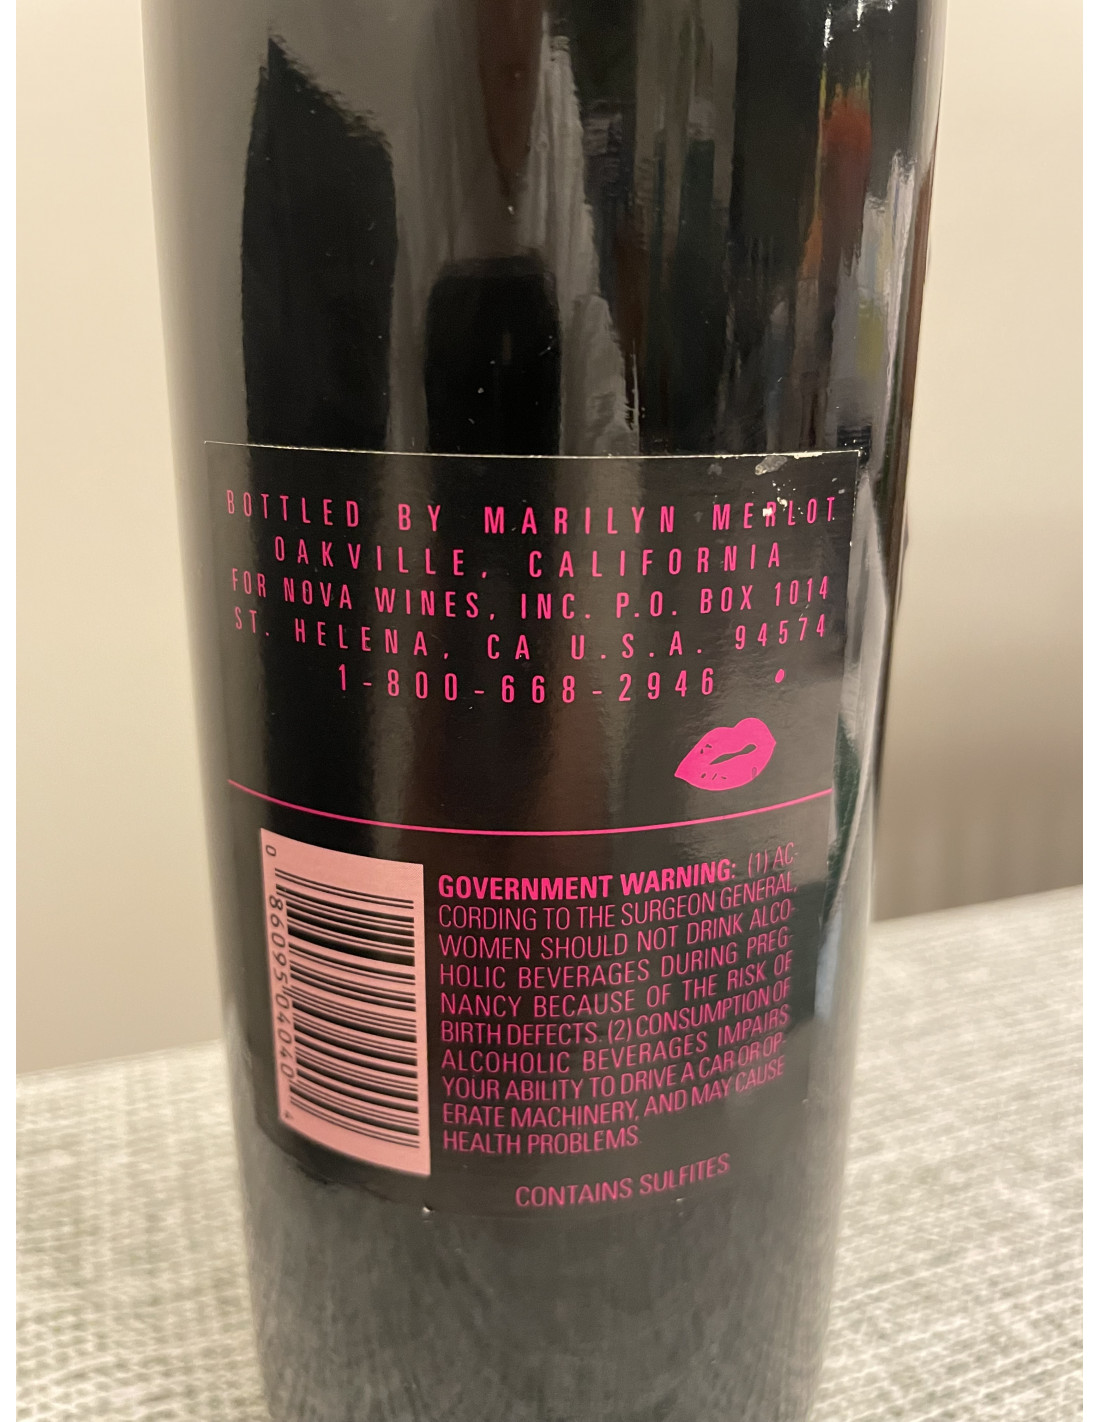 BOTTLED BY MARILYN MERLOT
OAKVILLE, CALIFORNIA
FOR NOVA WINES, INC. P.O. BOX 1014
ST. HELENA, CA U.S.A. 94574
1-800-668-2946 •
GOVERNMENT WARNING: (1) AC-
CORDING TO THE SURGEON GENERAL,
WOMEN SHOULD NOT DRINK ALCO-
HOLIC BEVERAGES DURING PREG-
NANCY BECAUSE OF THE RISK OF
BIRTH DEFECTS. (2) CONSUMPTION OF
ALCOHOLIC BEVERAGES IMPAIRS
YOUR ABILITY TO DRIVE A CAR OR OP-
ERATE MACHINERY, AND MAY CAUSE
HEALTH PROBLEMS.
CONTAINS SULFITES
0 86095 04040 4